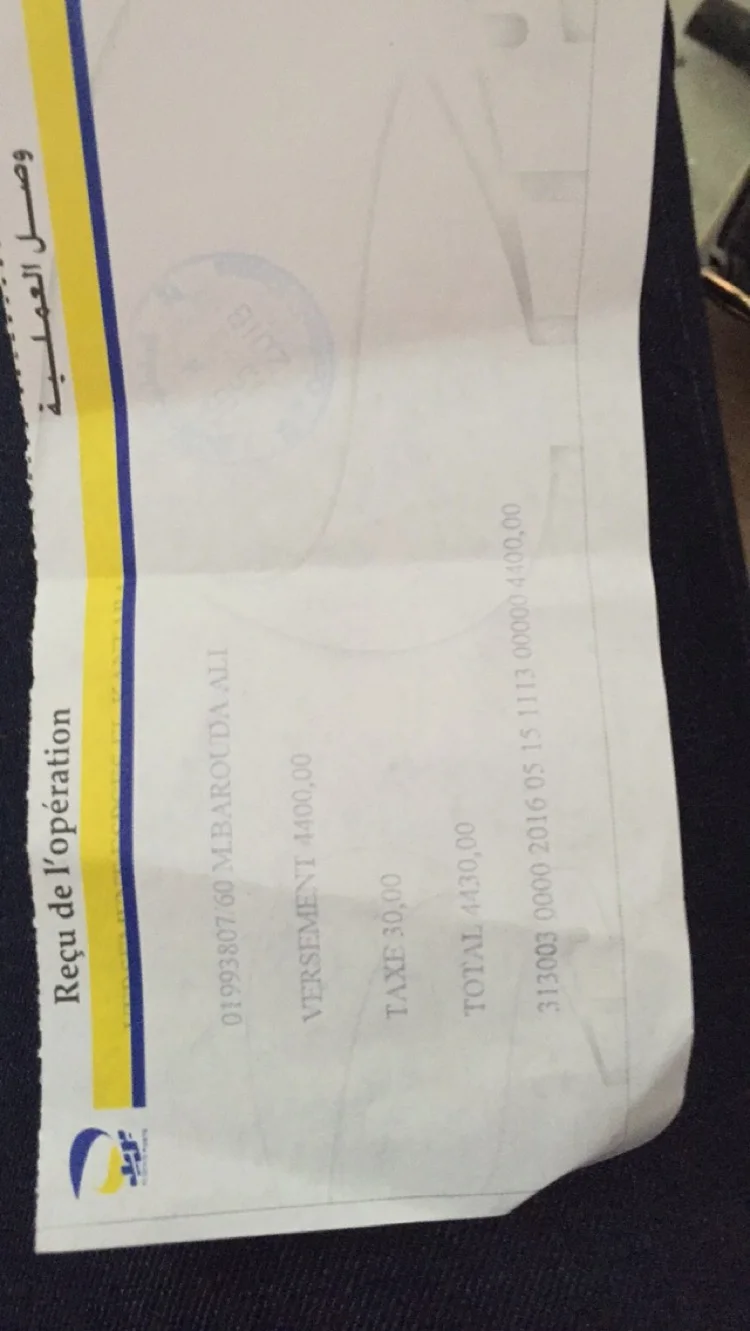 Reçu de l'opération
وصل العملية
بريد
01993807.60 M.BAROUDA ALI
VERSEMENT 4400,00
TAXE 30,00
TOTAL 4430,00
313003 0000 2016 05 15 1113 00000 4400,00